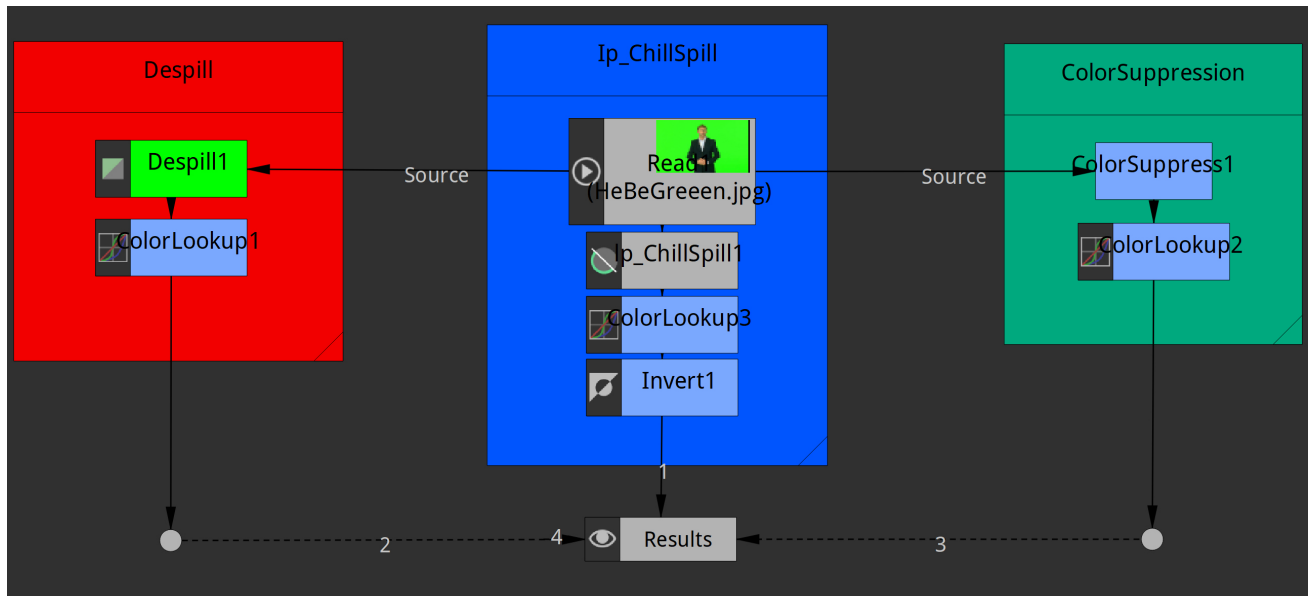 Despill
Ip_ChillSpill
ColorSuppression
Despill1
Source
Read
(HeBeGreeen.jpg)
Source
ColorSuppress1
ColorLookup1
Ip_ChillSpill1
ColorLookup2
ColorLookup3
Invert1
1
2
4
Results
3